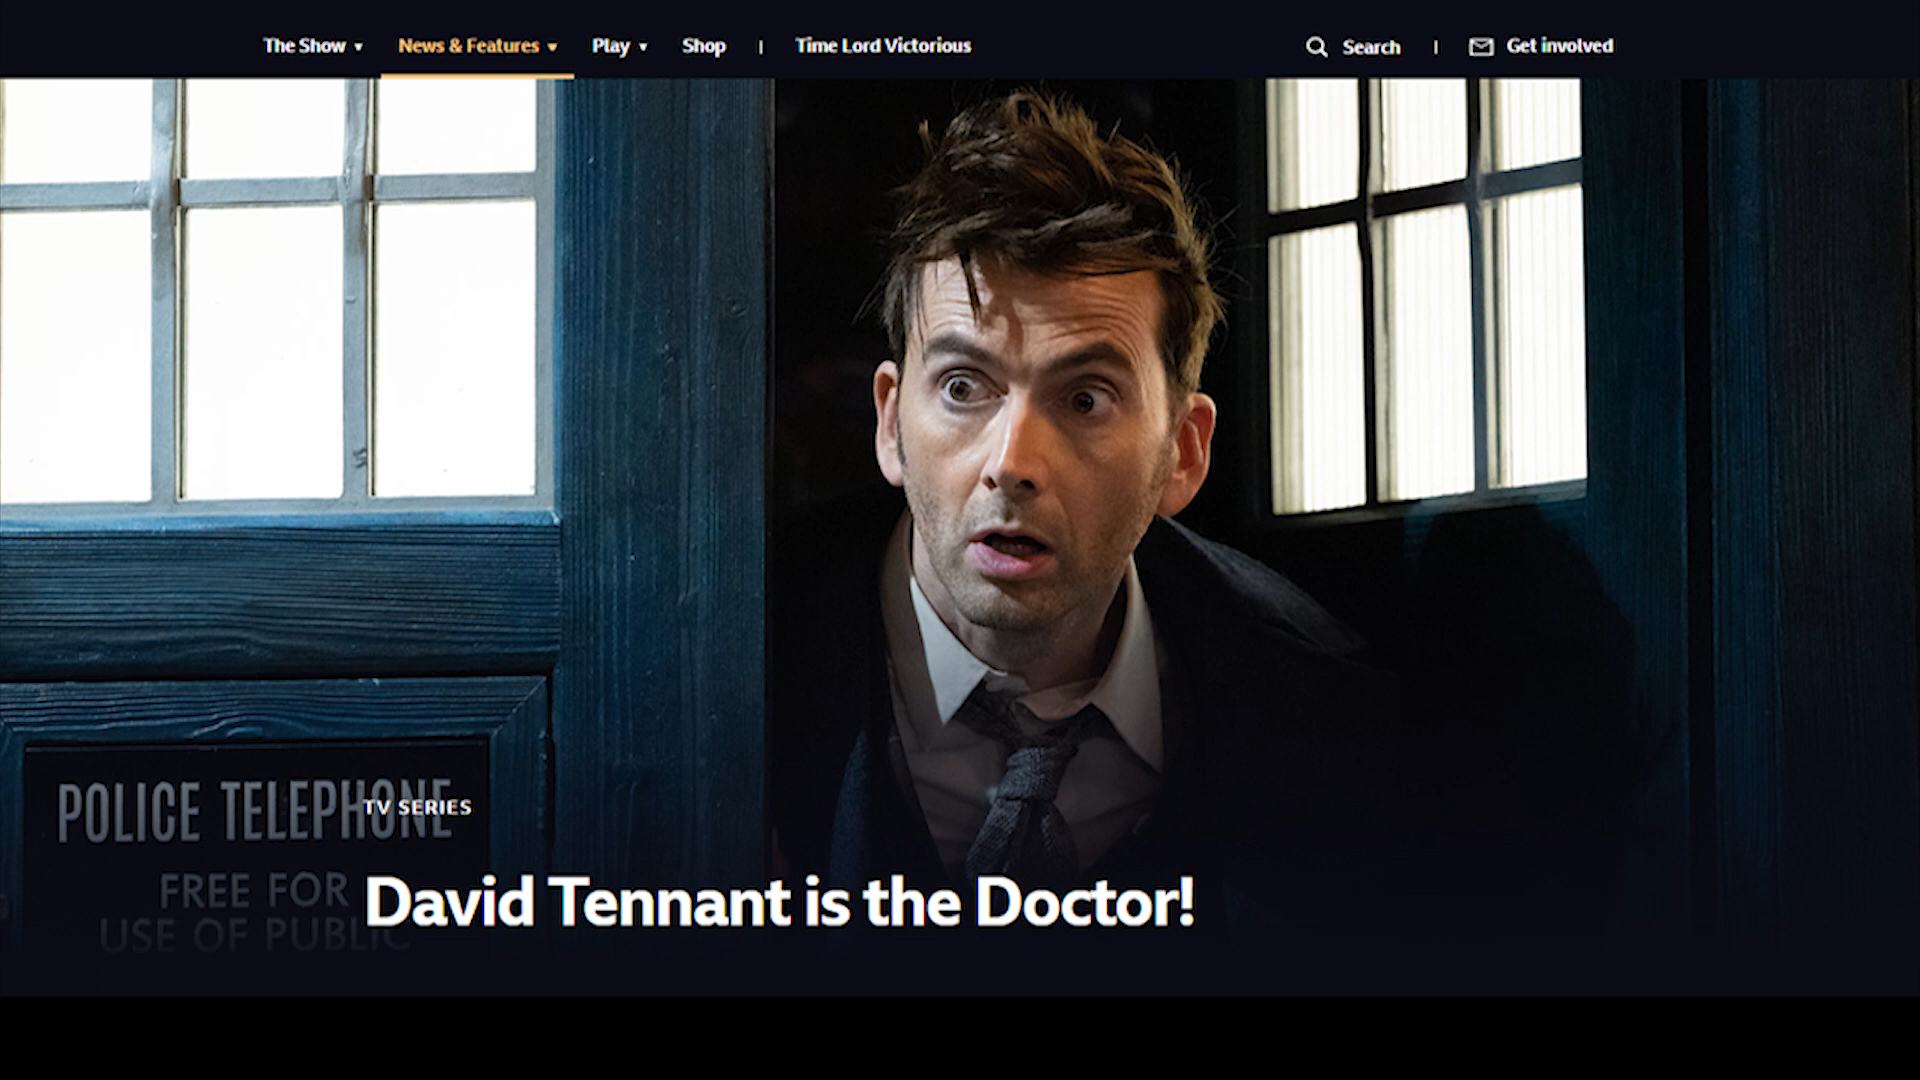 The Show ▾ News & Features ▾ Play ▾ Shop | Time Lord Victorious Search | Get involved
POLICE TELEPHONE
TV SERIES
FREE FOR
USE OF PUBLIC
David Tennant is the Doctor!